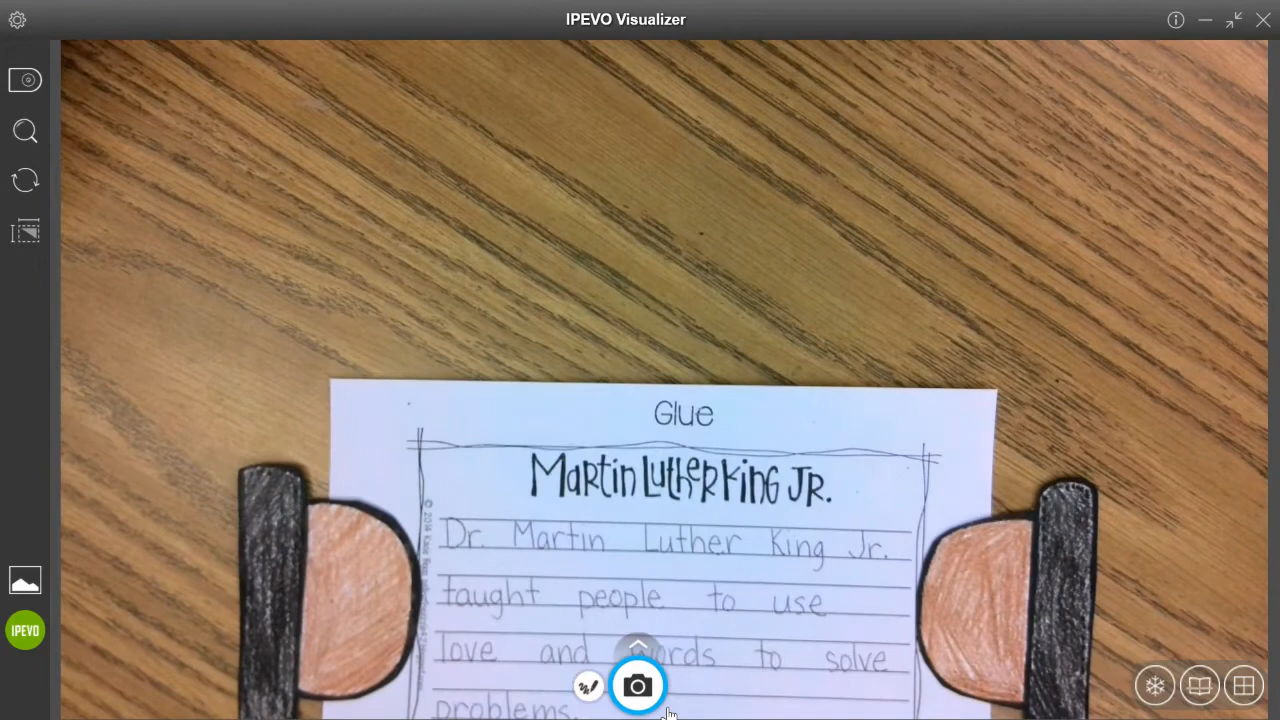 IPEVO Visualizer
Glue
Martin Luther King Jr.
Dr. Martin Luther King Jr.
taught people to use
love and words to solve
problems.
IPEVO